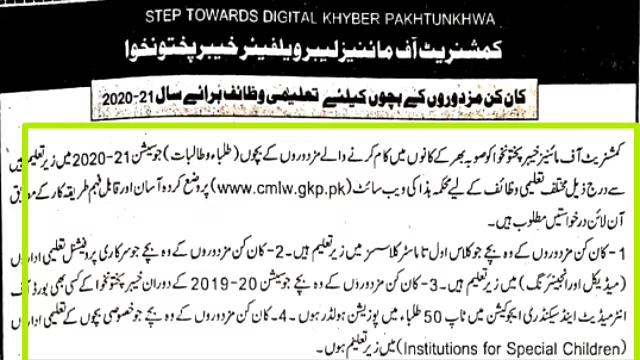 STEP TOWARDS DIGITAL KHYBER PAKHTUNKHWA
کمشنریٹ آف مائنیز لیبر ویلفیئر خیبر پختونخوا
کان کن مزدوروں کے بچوں کیلئے تعلیمی وظائف برائے سال 21-2020
کمشنریٹ آف مائنیز خیبر پختونخوا کو صوبہ بھر کے کانوں میں کام کرنے والے مزدوروں کے بچوں (طلباء و طالبات) جو سیشن 21-2020 میں زیر تعلیم ہیں
سے درج ذیل مختلف تعلیمی وظائف کے لیے محکمہ ہذا کی ویب سائٹ (www.cmlw.gkp.pk) پر وضع کردہ آسان اور قابل فہم طریقہ کار کے مطابق
آن لائن درخواستیں مطلوب ہیں۔
1- کان کن مزدوروں کے وہ بچے جو کلاس اول تا ماسٹر کلاسسز میں زیر تعلیم ہیں۔ 2- کان کن مزدوروں کے وہ بچے جو سرکاری پروفیشنل تعلیمی اداروں
(میڈیکل اور انجینئرنگ) میں زیر تعلیم ہیں۔ 3- کان کن مزدوروں کے وہ بچے جو سیشن 20-2019 کے دوران خیبر پختونخوا کے کسی بھی بورڈ آف
انٹرمیڈیٹ اینڈ سیکنڈری ایجوکیشن میں ٹاپ 50 طلباء میں پوزیشن ہولڈر ہوں۔ 4- کان کن مزدوروں کے وہ بچے جو خصوصی بچوں کے تعلیمی اداروں
(Institutions for Special Children) میں زیر تعلیم ہوں۔